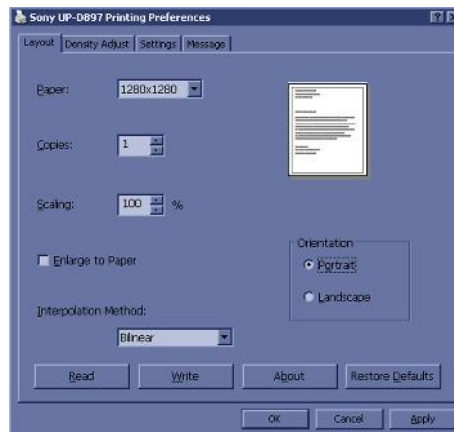 Sony UP-D897 Printing Preferences
Layout Density Adjust Settings Message
Paper: 1280x1280
Copies: 1
Scaling: 100 %
Enlarge to Paper
Orientation
Portrait
Landscape
Interpolation Method:
Bilinear
Read Write About Restore Defaults
OK Cancel Apply